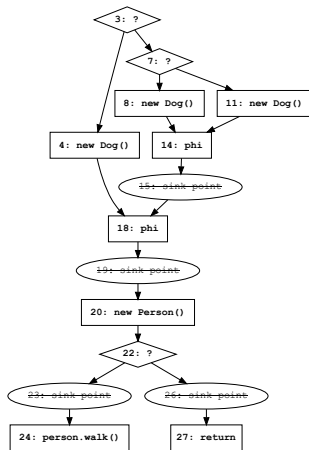 3: ?
7: ?
8: new Dog()
11: new Dog()
4: new Dog()
14: phi
15: sink point
18: phi
19: sink point
20: new Person()
22: ?
23: sink point
26: sink point
24: person.walk()
27: return